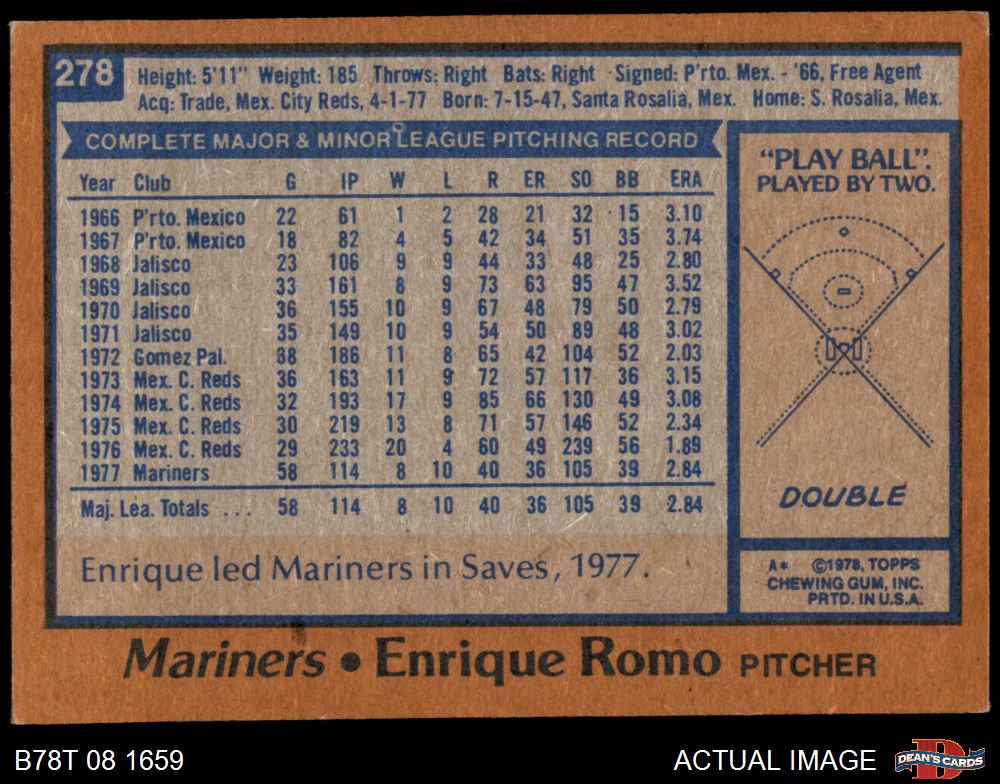 278
Height: 5'11" Weight: 185 Throws: Right Bats: Right Signed: P'rto. Mex. - '66, Free Agent
Acq: Trade, Mex. City Reds, 4-1-77 Born: 7-15-47, Santa Rosalia, Mex. Home: S. Rosalia, Mex.
COMPLETE MAJOR & MINOR LEAGUE PITCHING RECORD
Year Club G IP W L R ER SO BB ERA
1966 P'rto. Mexico 22 61 1 2 28 21 32 15 3.10
1967 P'rto. Mexico 18 82 4 5 42 34 51 35 3.74
1968 Jalisco 23 106 9 9 44 33 48 25 2.80
1969 Jalisco 33 161 8 9 73 63 95 47 3.52
1970 Jalisco 36 155 10 9 67 48 79 50 2.79
1971 Jalisco 35 149 10 9 54 50 89 48 3.02
1972 Gomez Pal. 38 186 11 8 65 42 104 52 2.03
1973 Mex. C. Reds 36 163 11 9 72 57 117 36 3.15
1974 Mex. C. Reds 32 193 17 9 85 66 130 49 3.08
1975 Mex. C. Reds 30 219 13 8 71 57 146 52 2.34
1976 Mex. C. Reds 29 233 20 4 60 49 239 56 1.89
1977 Mariners 58 114 8 10 40 36 105 39 2.84
Maj. Lea. Totals ... 58 114 8 10 40 36 105 39 2.84
Enrique led Mariners in Saves, 1977.
"PLAY BALL".
PLAYED BY TWO.
DOUBLE
A* ©1978, TOPPS
CHEWING GUM, INC.
PRTD. IN U.S.A.
Mariners • Enrique Romo PITCHER
B78T 08 1659
ACTUAL IMAGE
DEAN'S CARDS